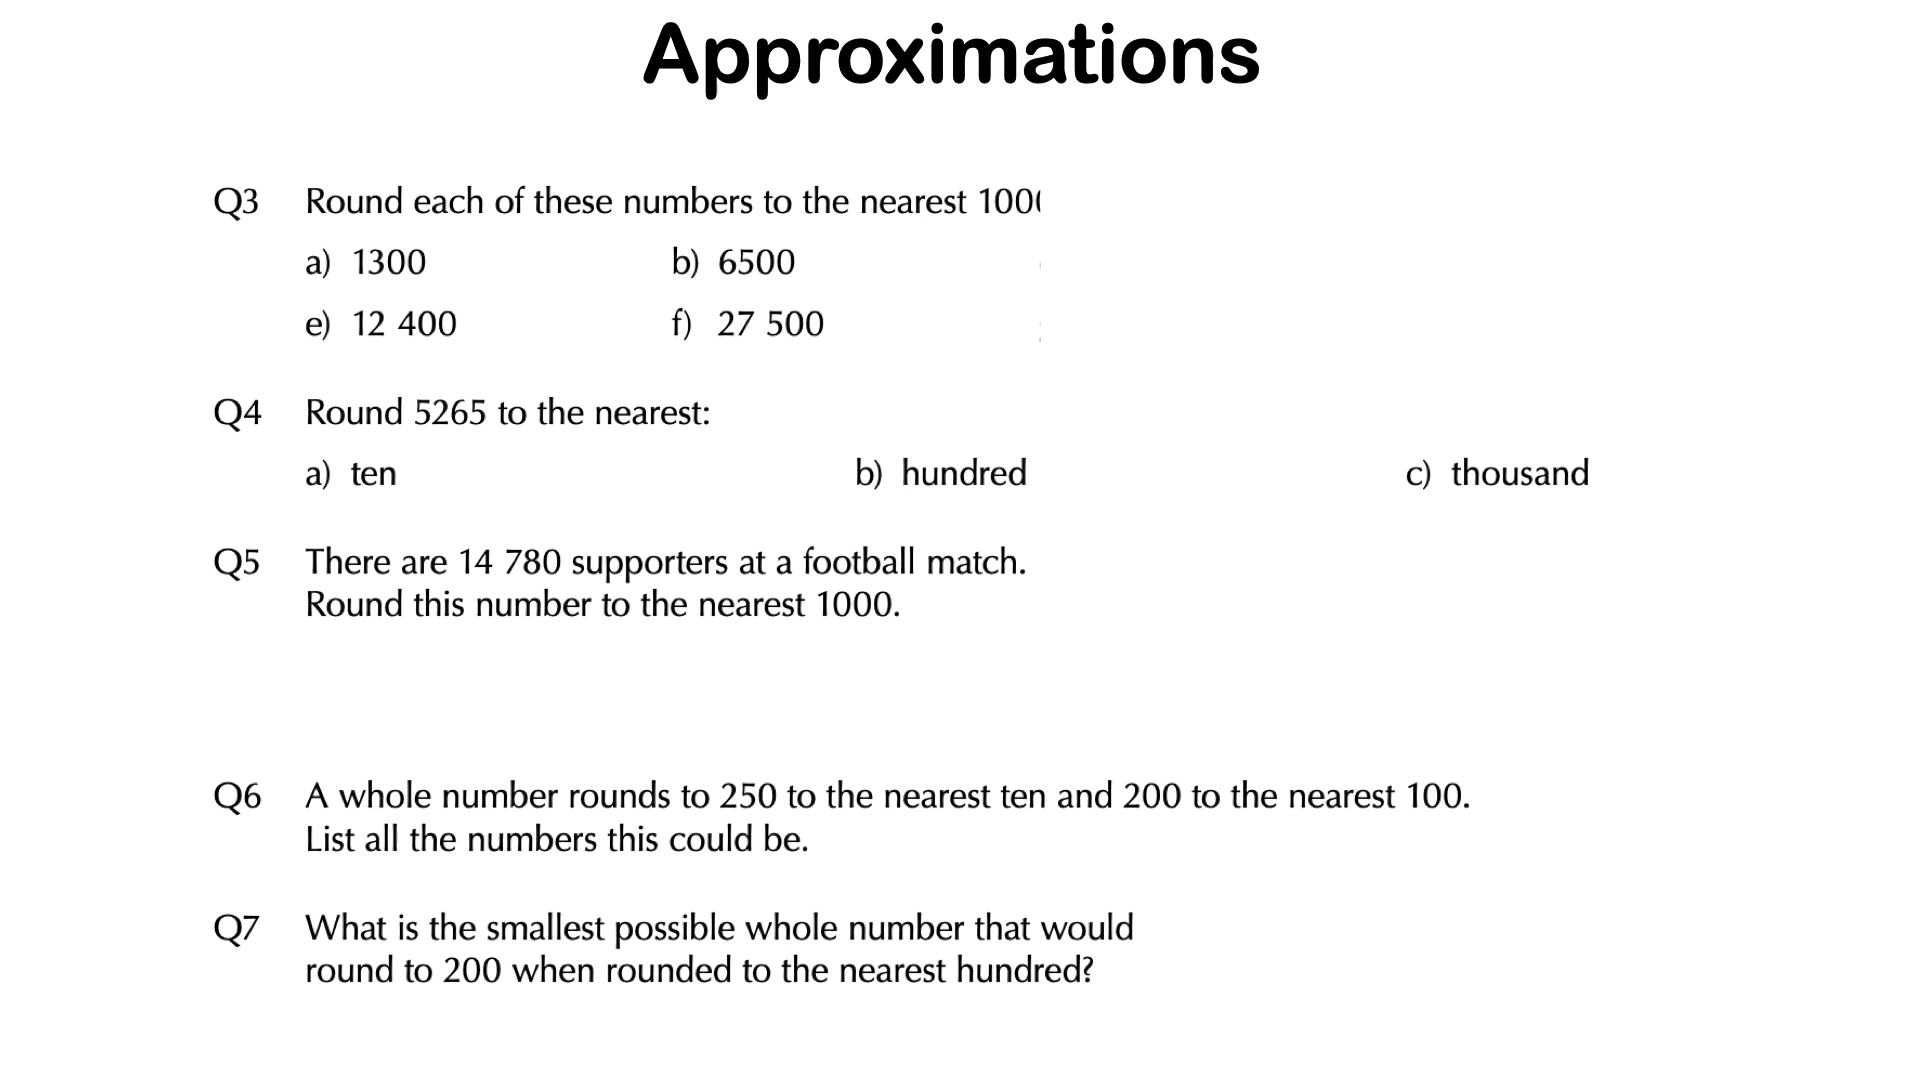 Approximations
Q3 Round each of these numbers to the nearest 100
a) 1300 b) 6500
e) 12 400 f) 27 500
Q4 Round 5265 to the nearest:
a) ten b) hundred c) thousand
Q5 There are 14 780 supporters at a football match.
Round this number to the nearest 1000.
Q6 A whole number rounds to 250 to the nearest ten and 200 to the nearest 100.
List all the numbers this could be.
Q7 What is the smallest possible whole number that would
round to 200 when rounded to the nearest hundred?